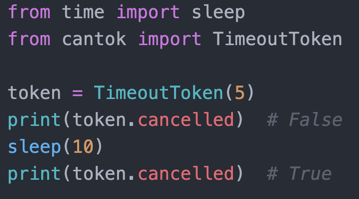 from time import sleep
from cantok import TimeoutToken

token = TimeoutToken(5)
print(token.cancelled)  # False
sleep(10)
print(token.cancelled)  # True